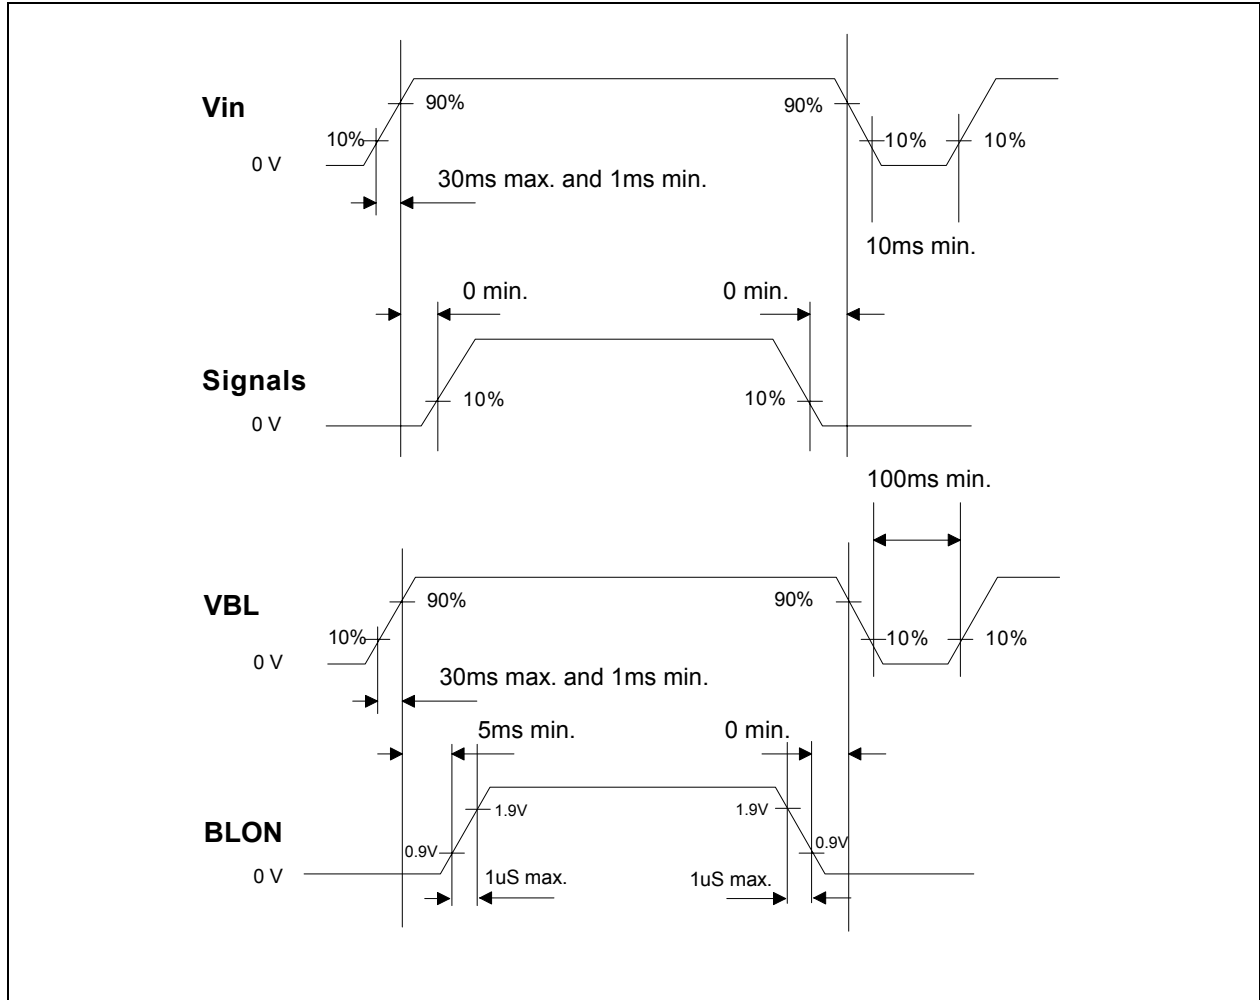 Vin
90%
90%
10%
10%
10%
0 V
30ms max. and 1ms min.
10ms min.
0 min.
0 min.
Signals
10%
10%
0 V
100ms min.
VBL
90%
90%
10%
10%
10%
0 V
30ms max. and 1ms min.
5ms min.
0 min.
1.9V
1.9V
BLON
0.9V
0.9V
0 V
1uS max.
1uS max.